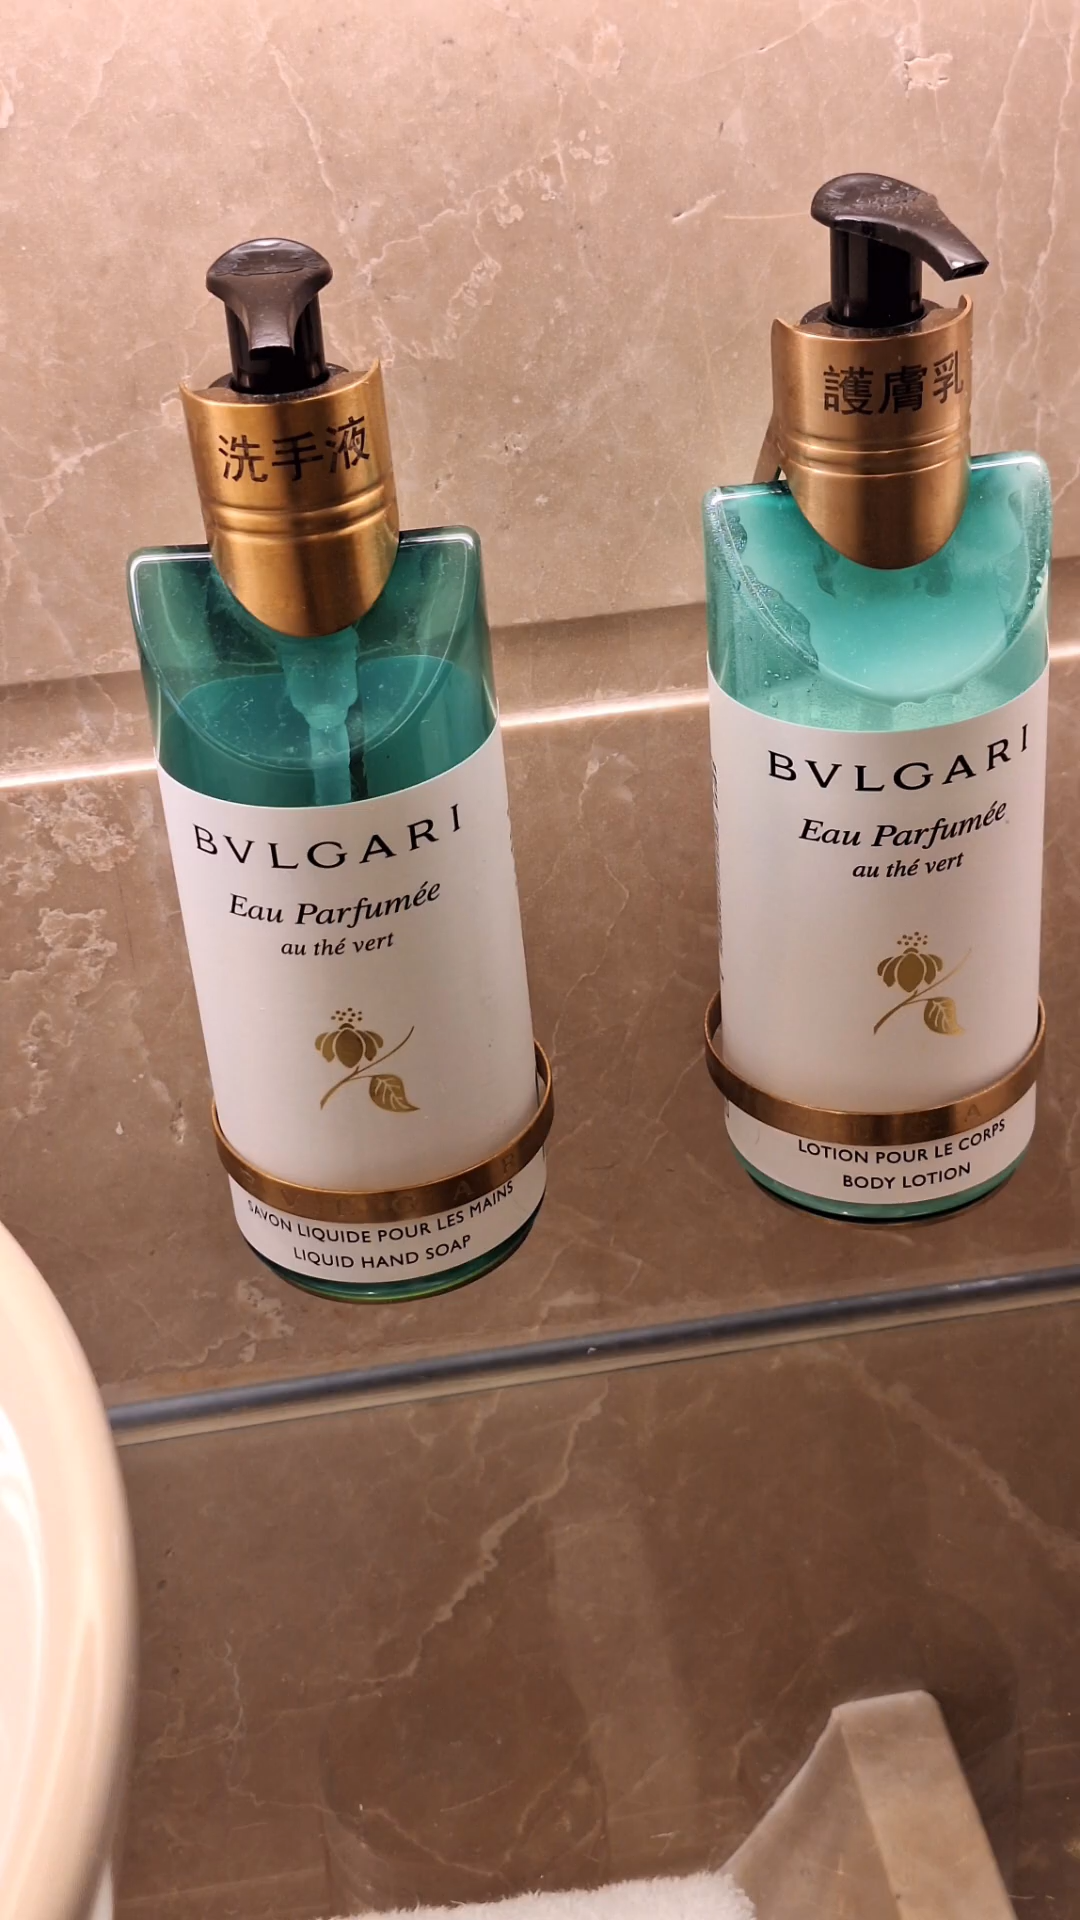 洗手液
BVLGARI
Eau Parfumée
au thé vert
SAVON LIQUIDE POUR LES MAINS
LIQUID HAND SOAP
護膚乳
BVLGARI
Eau Parfumée
au thé vert
LOTION POUR LE CORPS
BODY LOTION